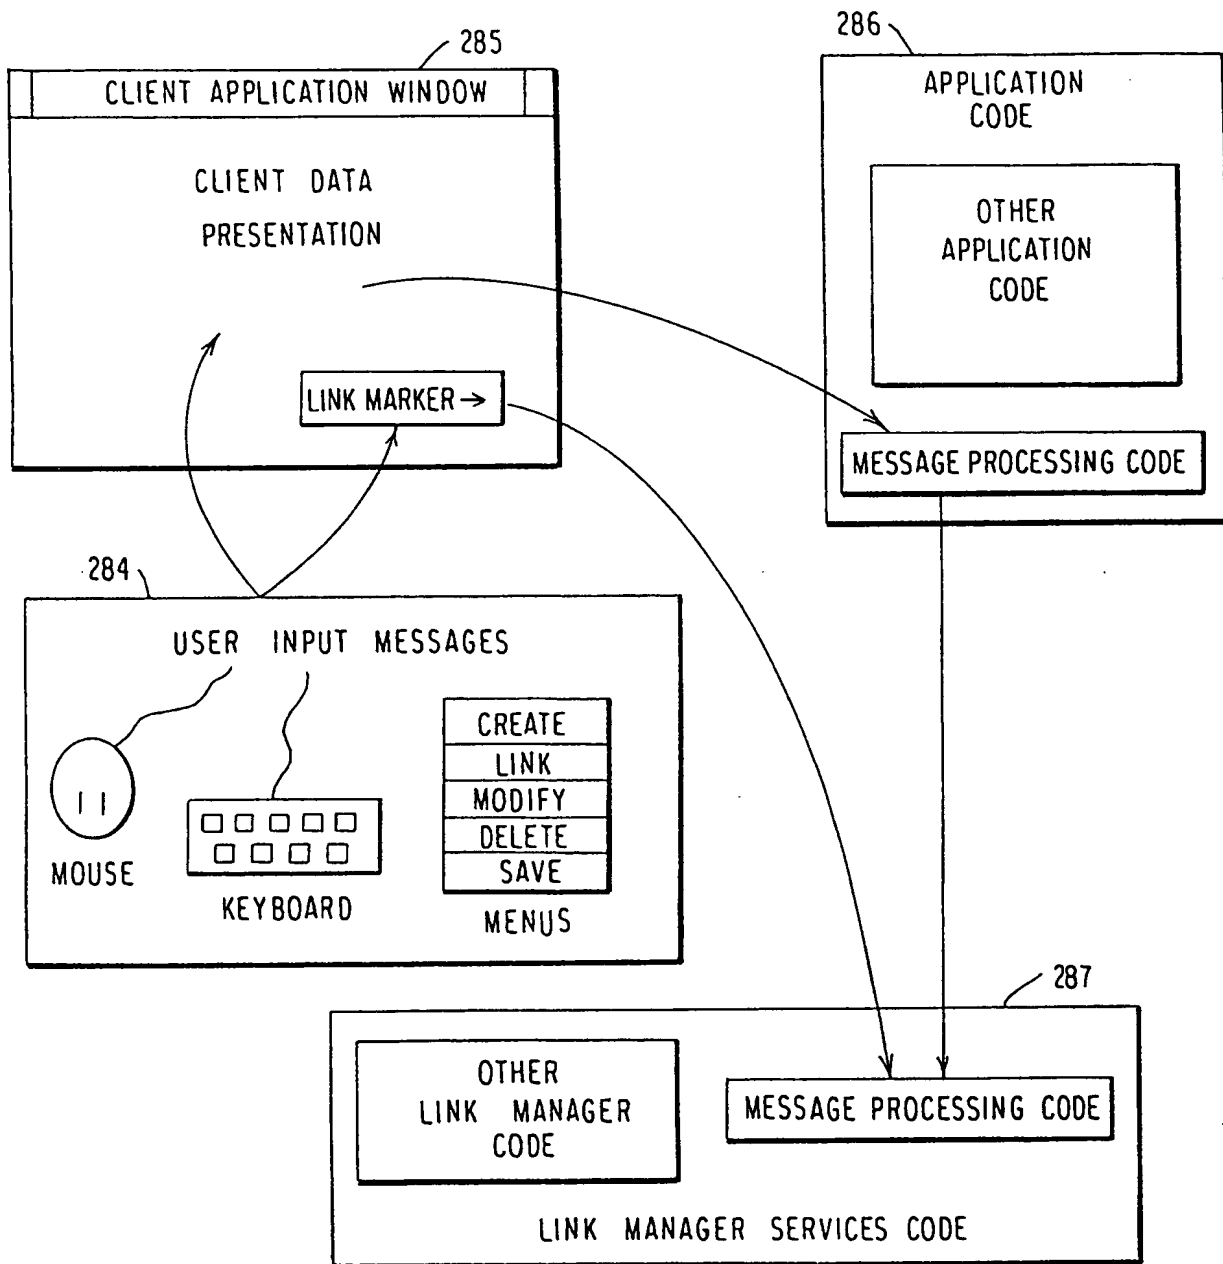 285
CLIENT APPLICATION WINDOW
CLIENT DATA
PRESENTATION
LINK MARKER →
286
APPLICATION
CODE
OTHER
APPLICATION
CODE
MESSAGE PROCESSING CODE
284
USER INPUT MESSAGES
MOUSE
KEYBOARD
CREATE
LINK
MODIFY
DELETE
SAVE
MENUS
287
OTHER
LINK MANAGER
CODE
MESSAGE PROCESSING CODE
LINK MANAGER SERVICES CODE